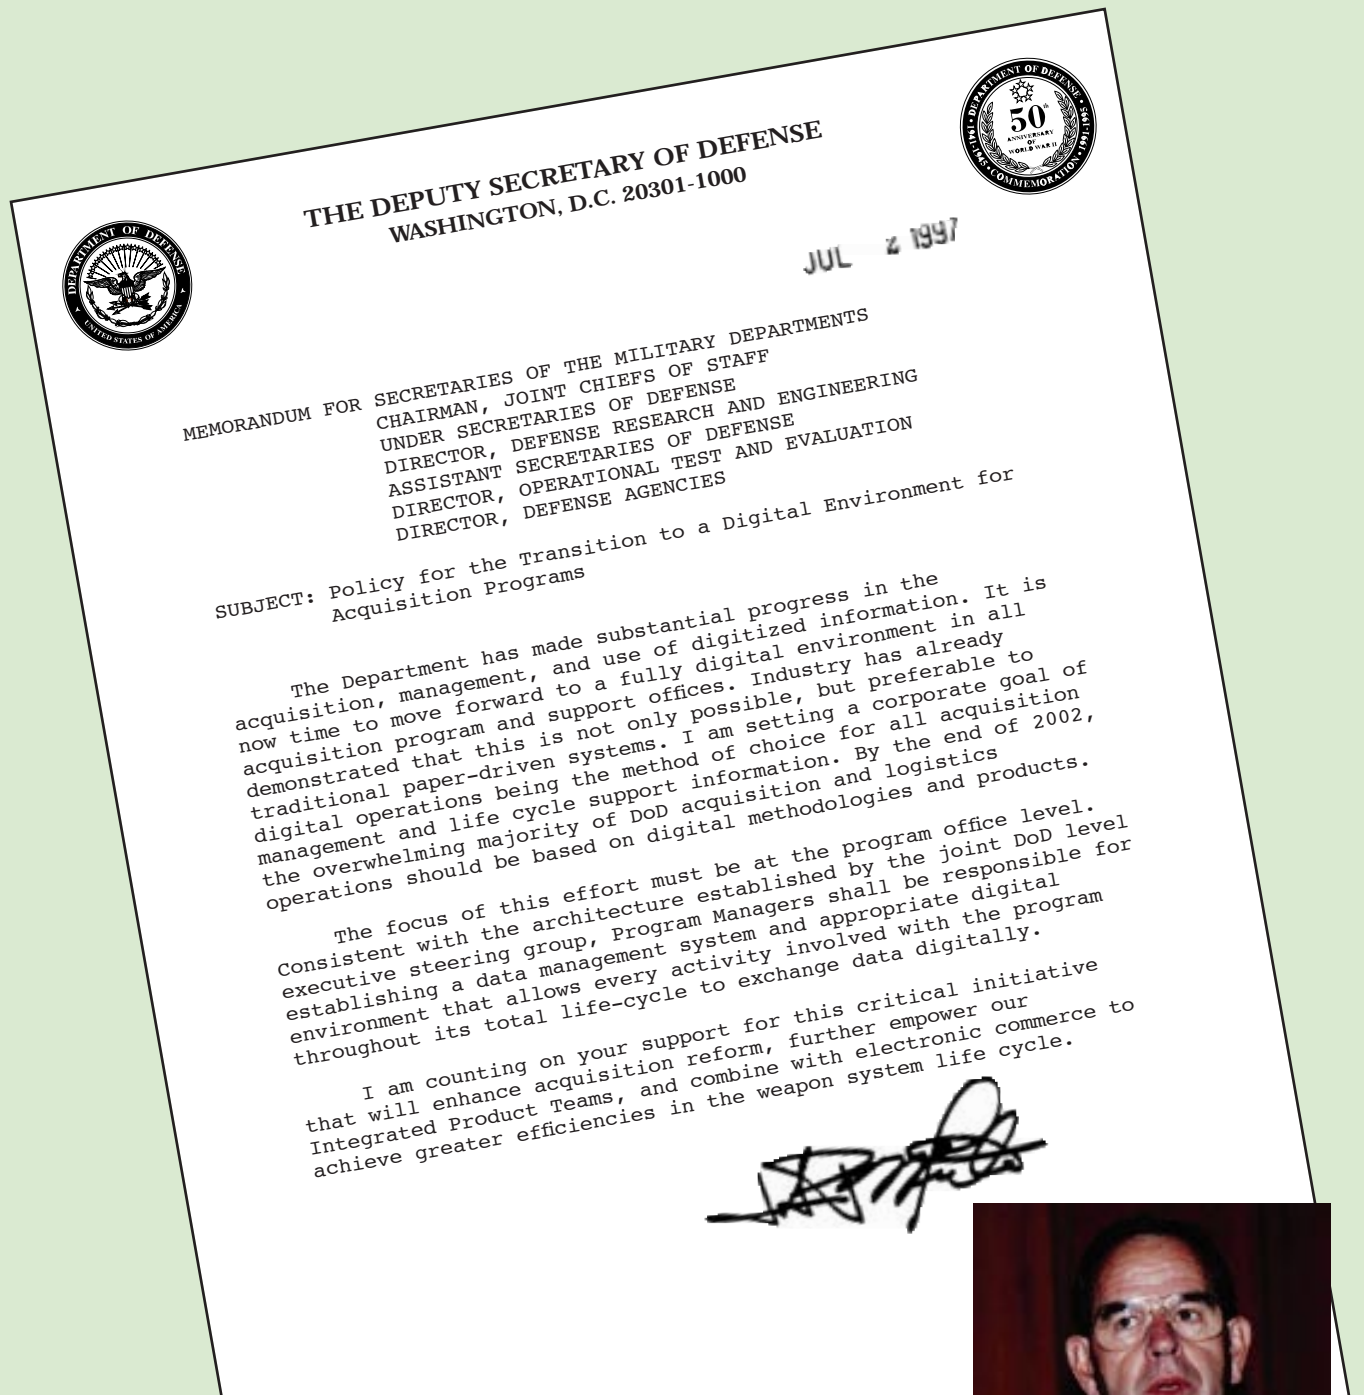 THE DEPUTY SECRETARY OF DEFENSE
WASHINGTON, D.C. 20301-1000
DEPARTMENT OF DEFENSE
UNITED STATES OF AMERICA
DEPARTMENT OF DEFENSE
50th
ANNIVERSARY
OF
WORLD WAR II
1941-1945
1991-1995
COMMEMORATION
JUL 2 1997
MEMORANDUM FOR SECRETARIES OF THE MILITARY DEPARTMENTS
CHAIRMAN, JOINT CHIEFS OF STAFF
UNDER SECRETARIES OF DEFENSE
DIRECTOR, DEFENSE RESEARCH AND ENGINEERING
ASSISTANT SECRETARIES OF DEFENSE
DIRECTOR, OPERATIONAL TEST AND EVALUATION
DIRECTOR, DEFENSE AGENCIES
SUBJECT: Policy for the Transition to a Digital Environment for
Acquisition Programs
The Department has made substantial progress in the
acquisition, management, and use of digitized information. It is
now time to move forward to a fully digital environment in all
acquisition program and support offices. Industry has already
demonstrated that this is not only possible, but preferable to
traditional paper-driven systems. I am setting a corporate goal of
digital operations being the method of choice for all acquisition
management and life cycle support information. By the end of 2002,
the overwhelming majority of DoD acquisition and logistics
operations should be based on digital methodologies and products.
The focus of this effort must be at the program office level.
Consistent with the architecture established by the joint DoD level
executive steering group, Program Managers shall be responsible for
establishing a data management system and appropriate digital
environment that allows every activity involved with the program
throughout its total life-cycle to exchange data digitally.
I am counting on your support for this critical initiative
that will enhance acquisition reform, further empower our
Integrated Product Teams, and combine with electronic commerce to
achieve greater efficiencies in the weapon system life cycle.